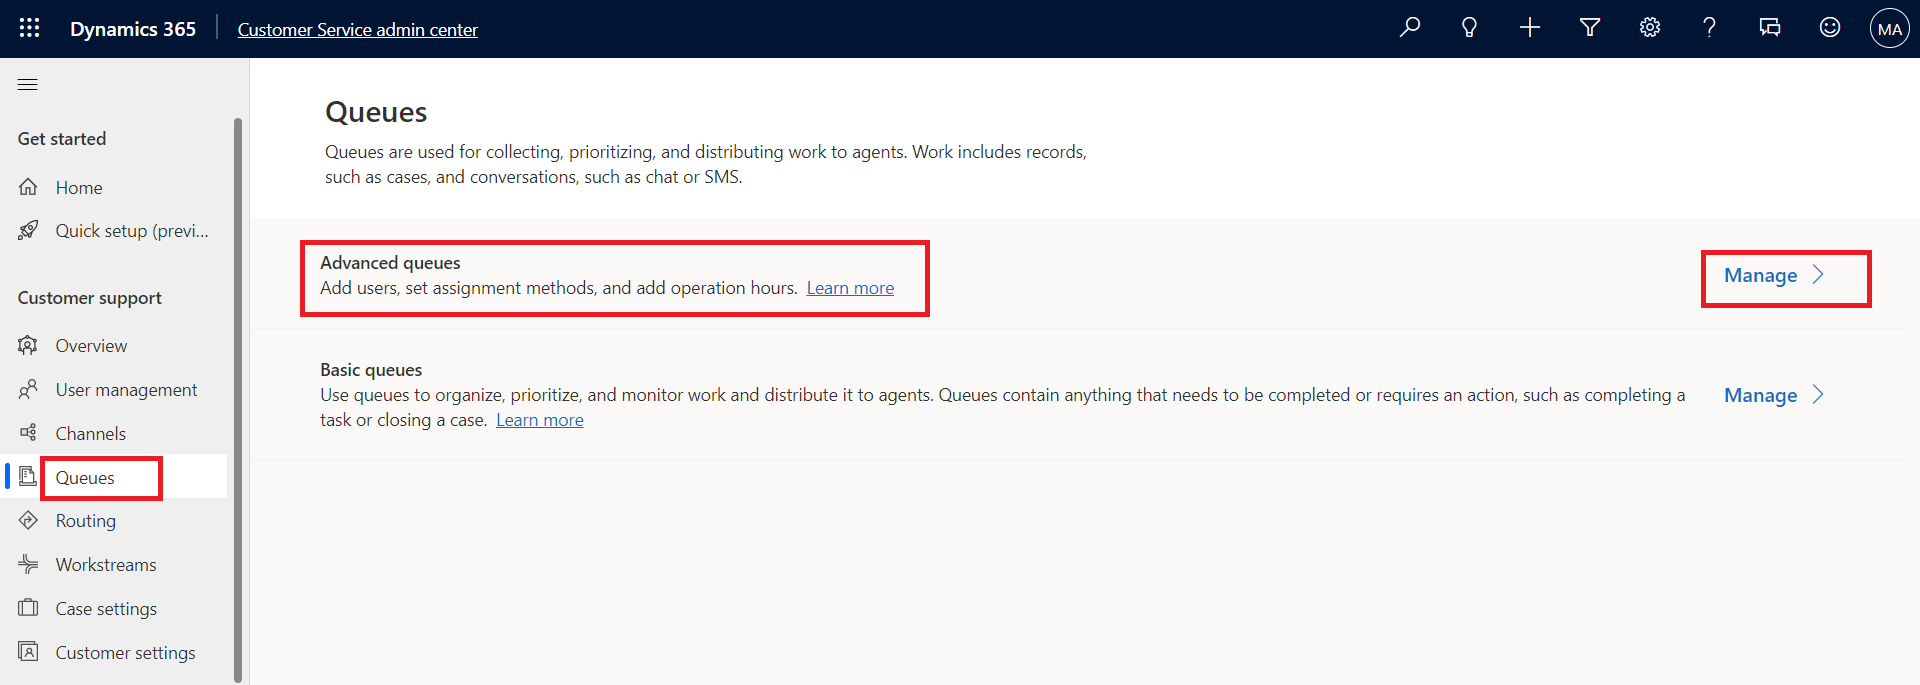 Dynamics 365
Customer Service admin center
MA
Get started
Home
Quick setup (previ...
Customer support
Overview
User management
Channels
Queues
Routing
Workstreams
Case settings
Customer settings
Queues
Queues are used for collecting, prioritizing, and distributing work to agents. Work includes records,
such as cases, and conversations, such as chat or SMS.
Advanced queues
Add users, set assignment methods, and add operation hours. Learn more
Manage
Basic queues
Use queues to organize, prioritize, and monitor work and distribute it to agents. Queues contain anything that needs to be completed or requires an action, such as completing a
task or closing a case. Learn more
Manage